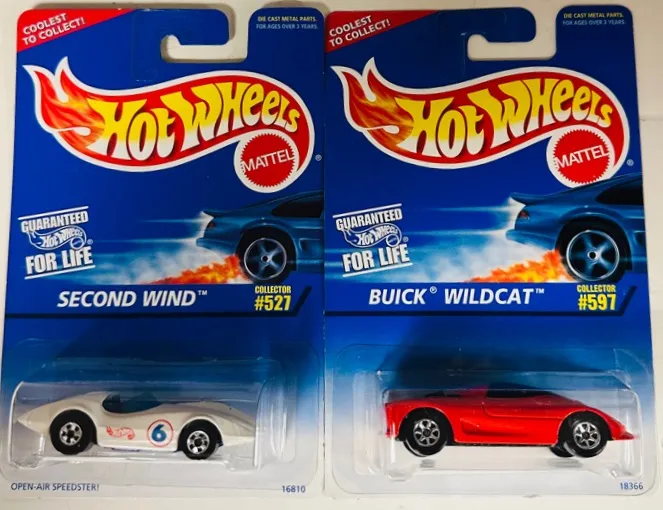 COOLEST
TO COLLECT!
DIE CAST METAL PARTS.
FOR AGES OVER 3 YEARS.
HOT WHEELS
MATTEL
®
GUARANTEED
Hot Wheels
®
FOR LIFE
SECOND WIND™
COLLECTOR
#527
6
OPEN-AIR SPEEDSTER!
16810
COOLEST
TO COLLECT!
DIE CAST METAL PARTS.
FOR AGES OVER 3 YEARS.
HOT WHEELS
MATTEL
®
GUARANTEED
Hot Wheels
®
FOR LIFE
BUICK® WILDCAT™
COLLECTOR
#597
18366